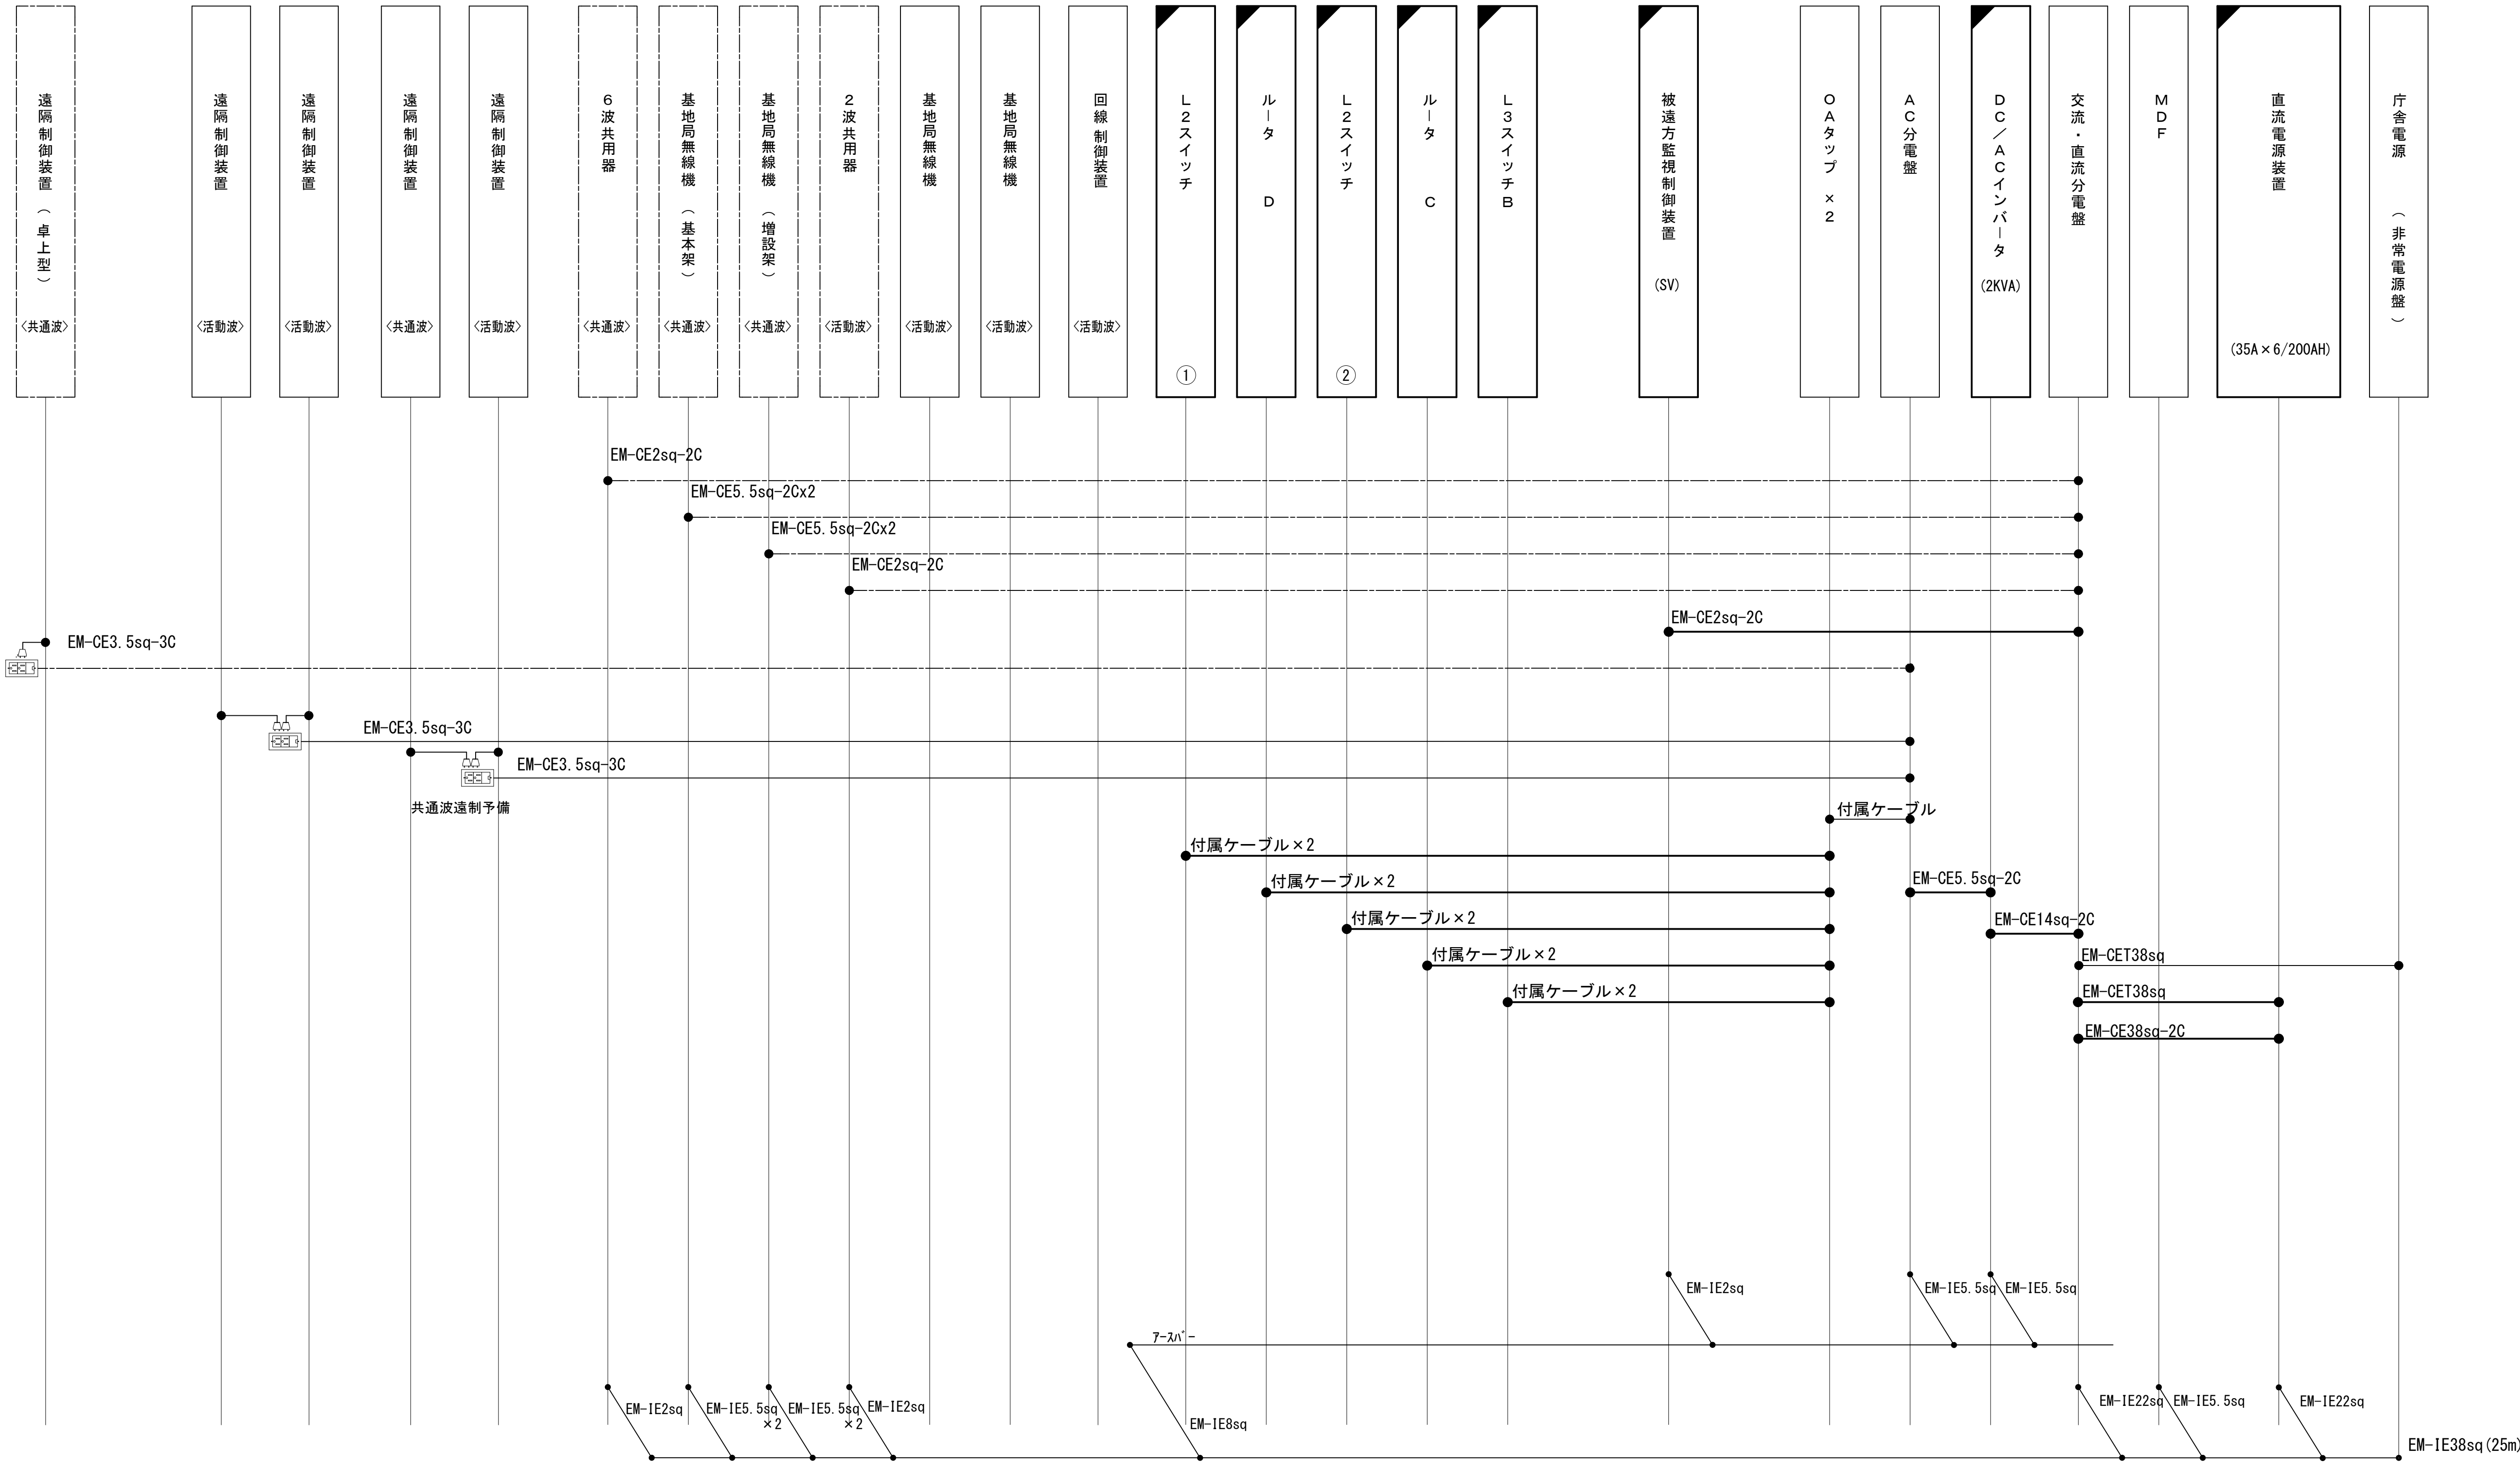 遠隔制御装置（卓上型）
〈共通波〉
遠隔制御装置
〈活動波〉
遠隔制御装置
〈活動波〉
遠隔制御装置
〈共通波〉
遠隔制御装置
〈活動波〉
６波共用器
〈共通波〉
基地局無線機（基本架）
〈共通波〉
基地局無線機（増設架）
〈共通波〉
２波共用器
〈活動波〉
基地局無線機
〈活動波〉
基地局無線機
〈活動波〉
回線制御装置
〈活動波〉
Ｌ２スイッチ
①
ルータ　Ｄ
Ｌ２スイッチ
②
ルータ　Ｃ
Ｌ３スイッチＢ
被遠方監視制御装置
(SV)
ＯＡタップ ×２
ＡＣ分電盤
ＤＣ／ＡＣインバータ
(2KVA)
交流・直流分電盤
ＭＤＦ
直流電源装置
(35A×6/200AH)
庁舎電源（非常電源盤）
EM-CE2sq-2C
EM-CE5.5sq-2Cx2
EM-CE5.5sq-2Cx2
EM-CE2sq-2C
EM-CE2sq-2C
EM-CE3.5sq-3C
EM-CE3.5sq-3C
EM-CE3.5sq-3C
共通波遠制予備
付属ケーブル
付属ケーブル×2
付属ケーブル×2
EM-CE5.5sq-2C
付属ケーブル×2
EM-CE14sq-2C
付属ケーブル×2
EM-CET38sq
付属ケーブル×2
EM-CET38sq
EM-CE38sq-2C
EM-IE2sq
EM-IE5.5sq
EM-IE5.5sq
ｱｰｽﾊﾞｰ
EM-IE2sq
EM-IE5.5sq
×2
EM-IE5.5sq
×2
EM-IE2sq
EM-IE8sq
EM-IE22sq
EM-IE5.5sq
EM-IE22sq
EM-IE38sq(25m)